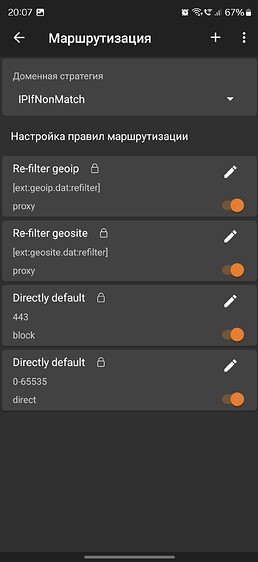 20:07
67%
Маршрутизация
Доменная стратегия
IPIfNonMatch
Настройка правил маршрутизации
Re-filter geoip
[ext:geoip.dat:refilter]
proxy
Re-filter geosite
[ext:geosite.dat:refilter]
proxy
Directly default
443
block
Directly default
0-65535
direct